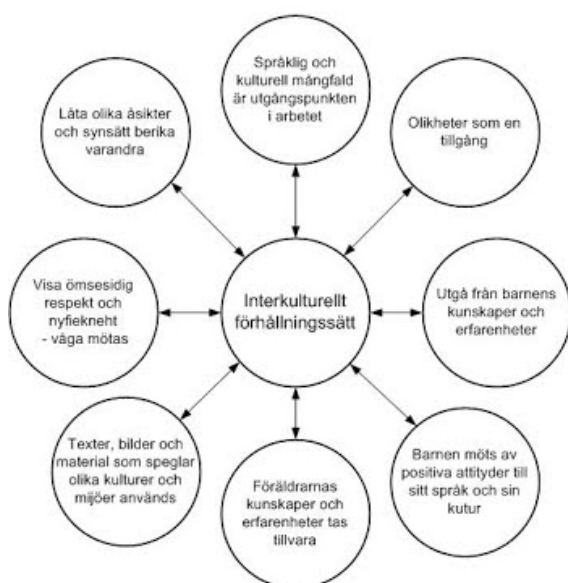 Språklig och
kulturell mångfald
är utgångspunkten
i arbetet
Olikheter som en
tillgång
Utgå från barnens
kunskaper och
erfarenheter
Barnen möts av
positiva attityder till
sitt språk och sin
kutur
Föräldrarnas
kunskaper och
erfarenheter tas
tillvara
Texter, bilder och
material som speglar
olika kulturer och
mijöer används
Visa ömsesidig
respekt och
nyfiekneht
- våga mötas
Låta olika åsikter
och synsätt berika
varandra
Interkulturellt
förhållningssätt